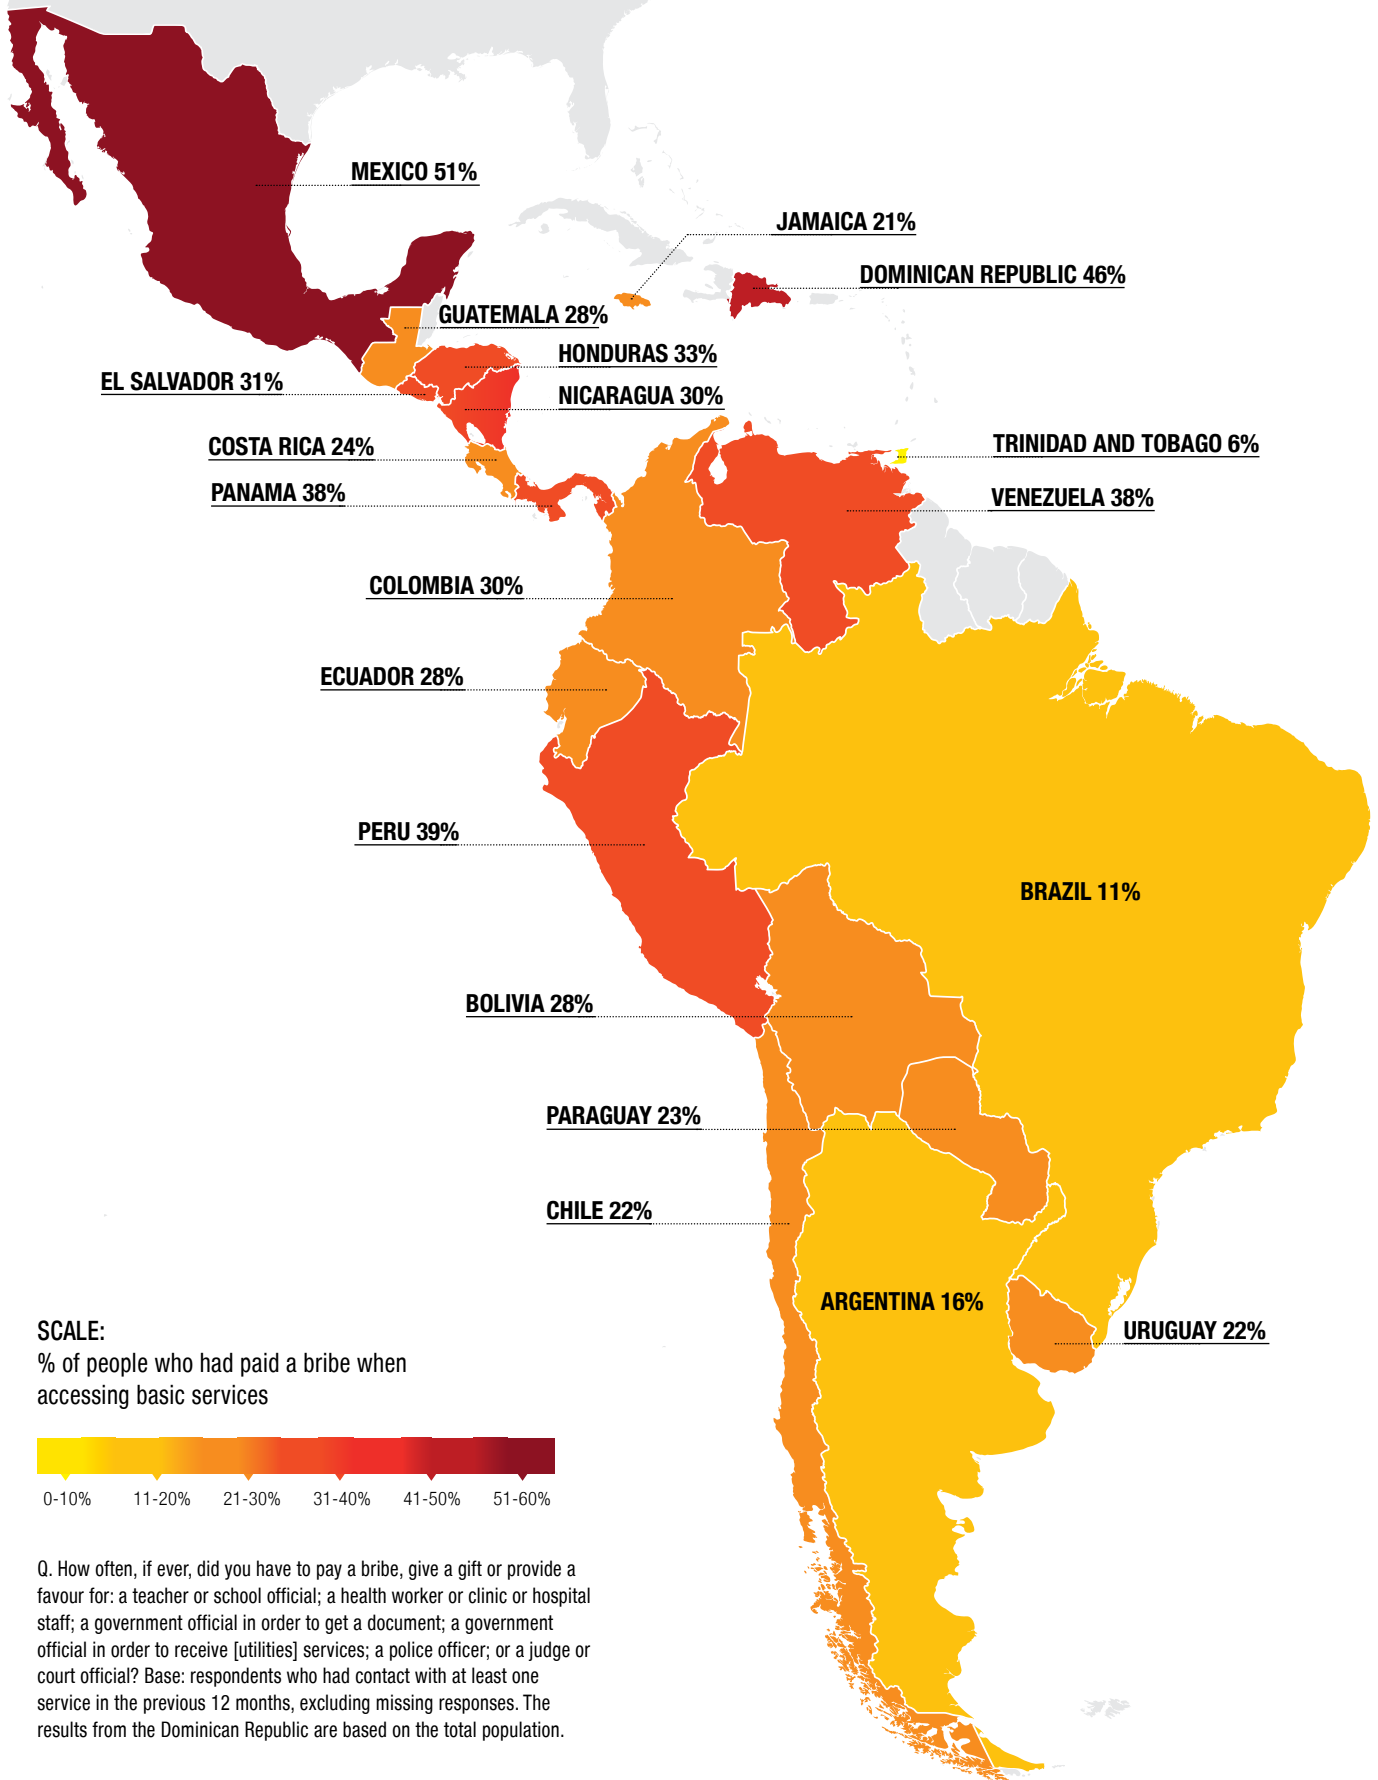 MEXICO 51%
JAMAICA 21%
DOMINICAN REPUBLIC 46%
GUATEMALA 28%
HONDURAS 33%
EL SALVADOR 31%
NICARAGUA 30%
COSTA RICA 24%
TRINIDAD AND TOBAGO 6%
PANAMA 38%
VENEZUELA 38%
COLOMBIA 30%
ECUADOR 28%
PERU 39%
BRAZIL 11%
BOLIVIA 28%
PARAGUAY 23%
CHILE 22%
ARGENTINA 16%
URUGUAY 22%
SCALE:
% of people who had paid a bribe when
accessing basic services
0-10% 11-20% 21-30% 31-40% 41-50% 51-60%
Q. How often, if ever, did you have to pay a bribe, give a gift or provide a
favour for: a teacher or school official; a health worker or clinic or hospital
staff; a government official in order to get a document; a government
official in order to receive [utilities] services; a police officer; or a judge or
court official? Base: respondents who had contact with at least one
service in the previous 12 months, excluding missing responses. The
results from the Dominican Republic are based on the total population.